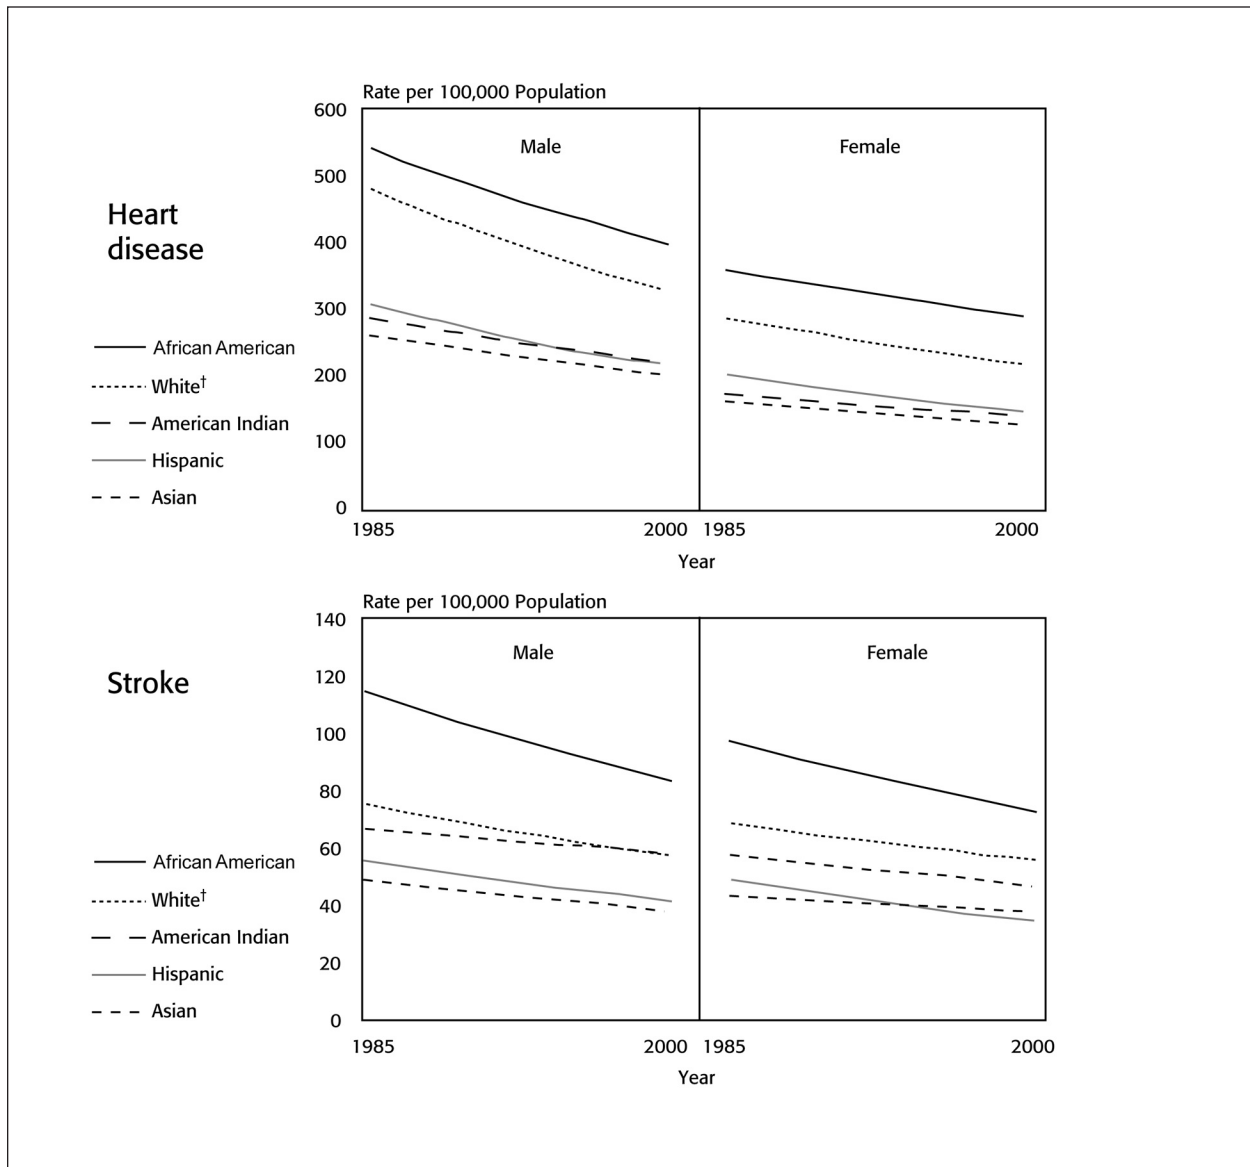 Rate per 100,000 Population
600
500
400
300
200
100
0
Male
Female
Heart
disease
African American
White†
American Indian
Hispanic
Asian
1985
2000
1985
2000
Year
Rate per 100,000 Population
140
120
100
80
60
40
20
0
Male
Female
Stroke
African American
White†
American Indian
Hispanic
Asian
1985
2000
1985
2000
Year